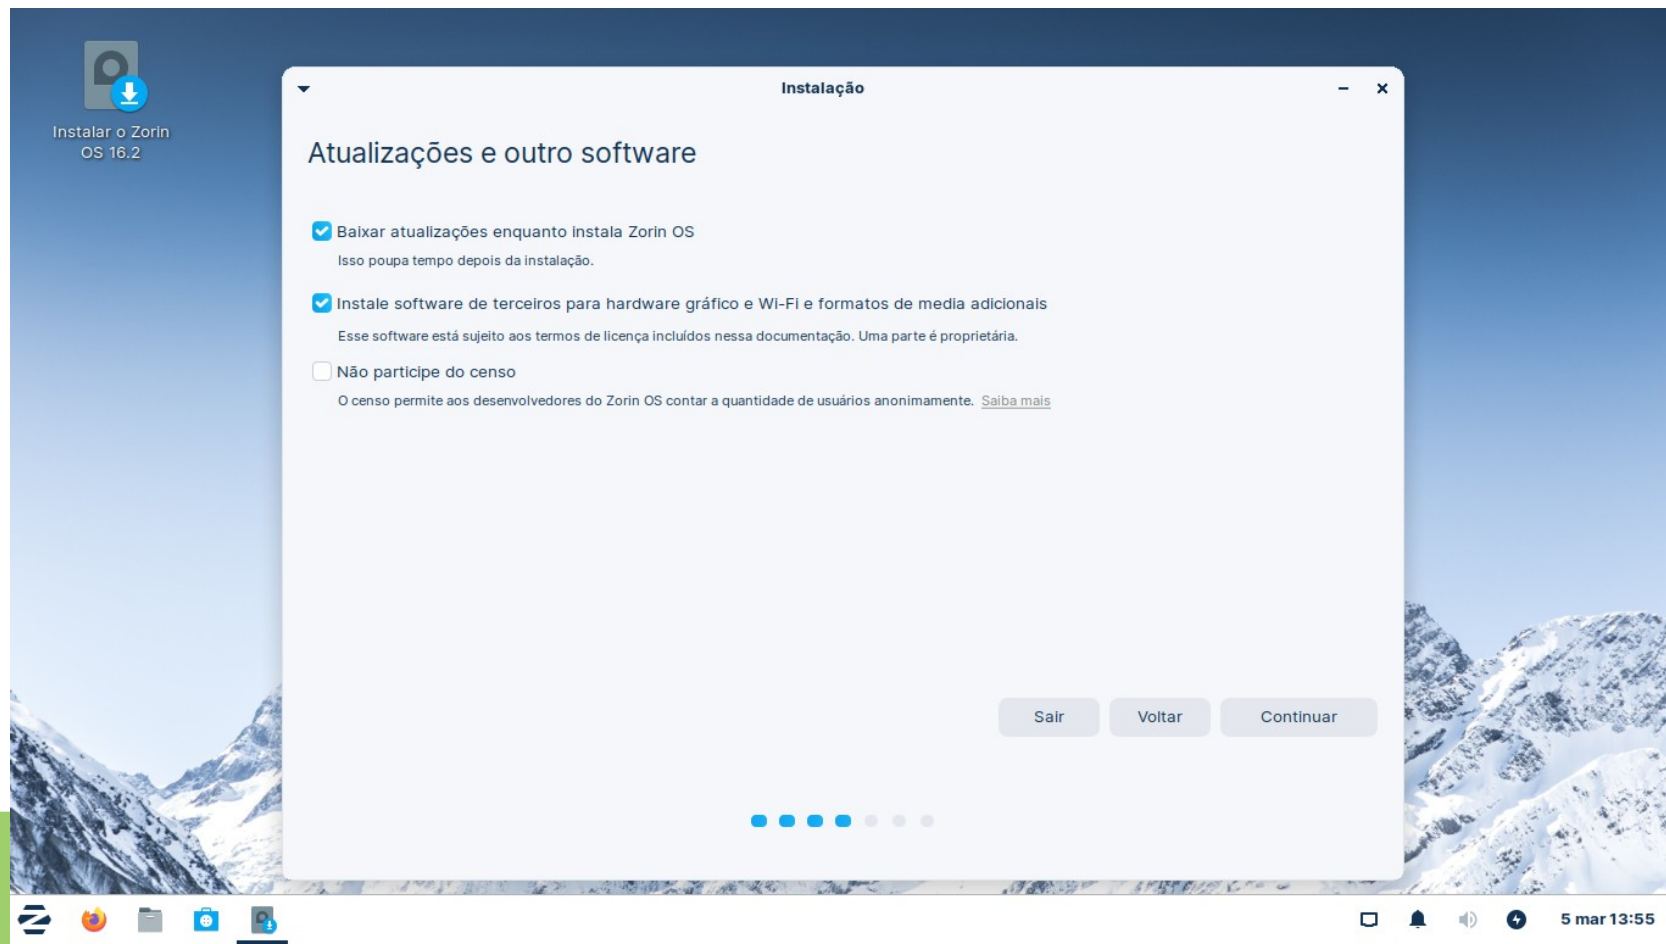 Instalar o Zorin
OS 16.2
Instalação
Atualizações e outro software
Baixar atualizações enquanto instala Zorin OS
Isso poupa tempo depois da instalação.
Instale software de terceiros para hardware gráfico e Wi-Fi e formatos de media adicionais
Esse software está sujeito aos termos de licença incluídos nessa documentação. Uma parte é proprietária.
Não participe do censo
O censo permite aos desenvolvedores do Zorin OS contar a quantidade de usuários anonimamente. Saiba mais
Sair Voltar Continuar
5 mar 13:55